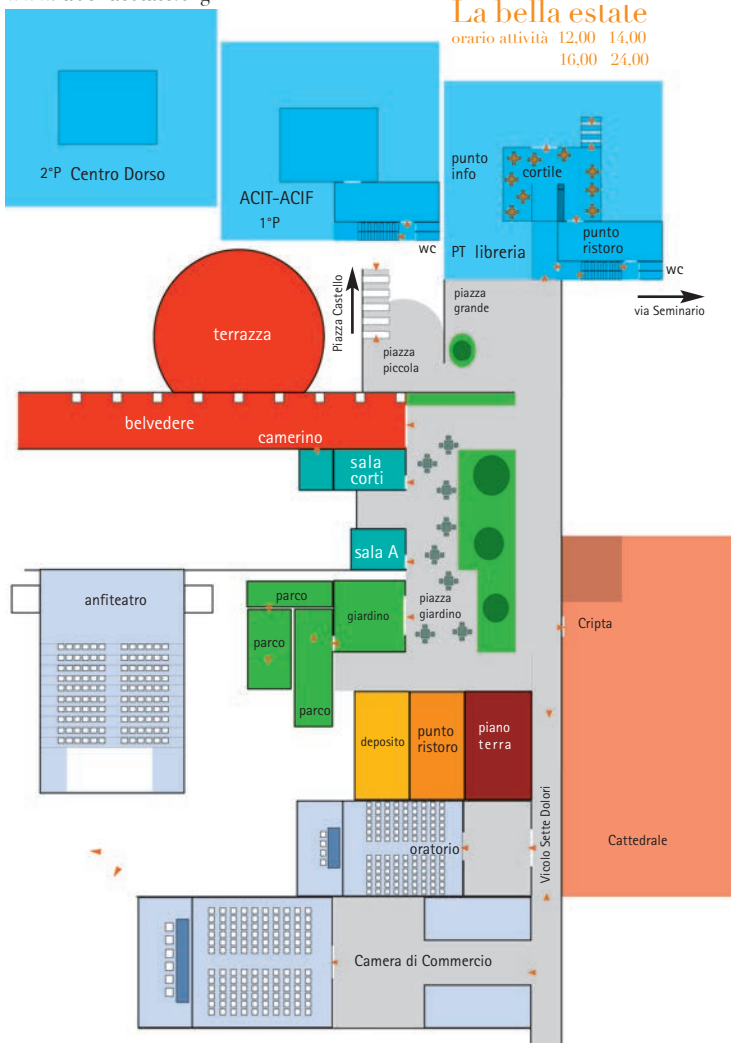 La bella estate
orario attività 12,00 14,00
16,00 24,00
2°P Centro Dorso
ACIT-ACIF
1°P
wc
punto
info
cortile
punto
ristoro
PT libreria
wc
via Seminario
Piazza Castello
piazza
grande
piazza
piccola
terrazza
belvedere
camerino
sala
corti
sala A
anfiteatro
parco
giardino
piazza
giardino
parco
parco
Cripta
deposito
punto
ristoro
piano
terra
Vicolo Sette Dolori
oratorio
Cattedrale
Camera di Commercio